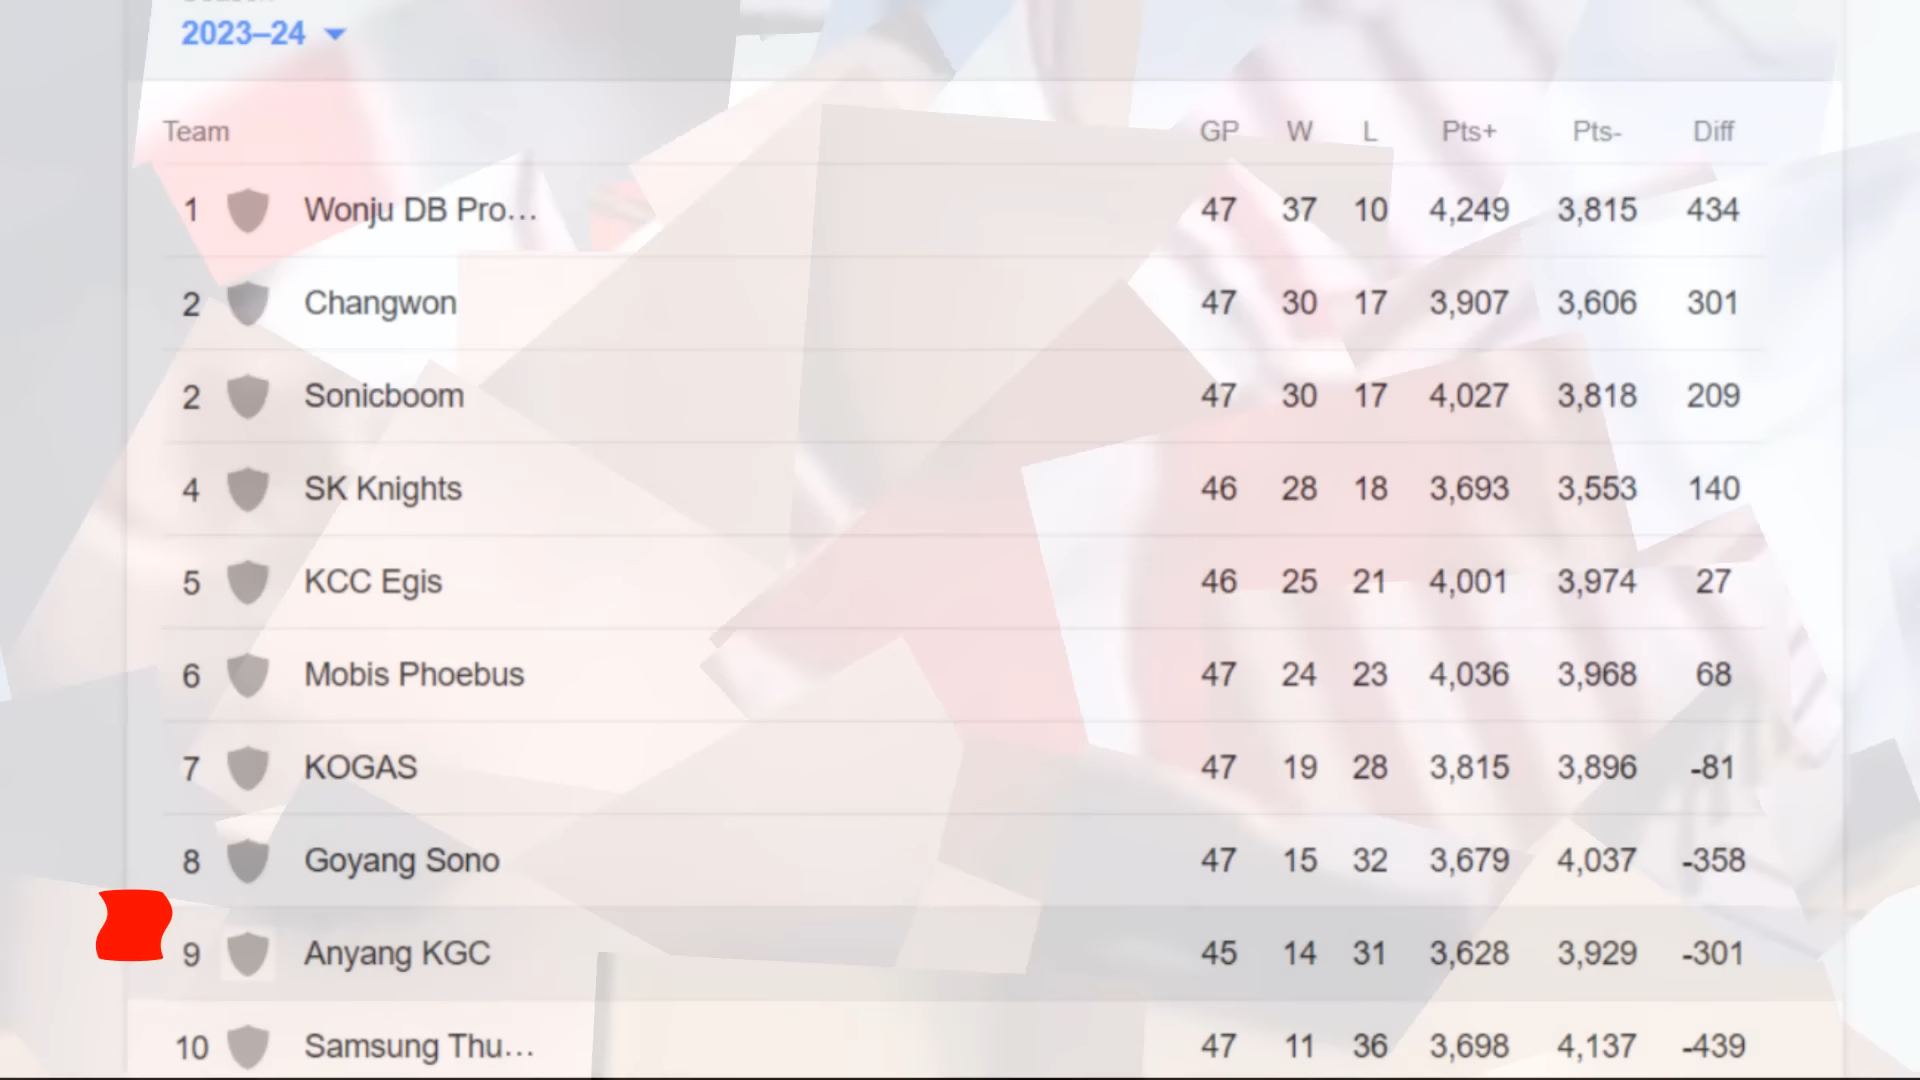 2023–24
Team GP W L Pts+ Pts- Diff
1 Wonju DB Pro... 47 37 10 4,249 3,815 434
2 Changwon 47 30 17 3,907 3,606 301
2 Sonicboom 47 30 17 4,027 3,818 209
4 SK Knights 46 28 18 3,693 3,553 140
5 KCC Egis 46 25 21 4,001 3,974 27
6 Mobis Phoebus 47 24 23 4,036 3,968 68
7 KOGAS 47 19 28 3,815 3,896 -81
8 Goyang Sono 47 15 32 3,679 4,037 -358
9 Anyang KGC 45 14 31 3,628 3,929 -301
10 Samsung Thu... 47 11 36 3,698 4,137 -439